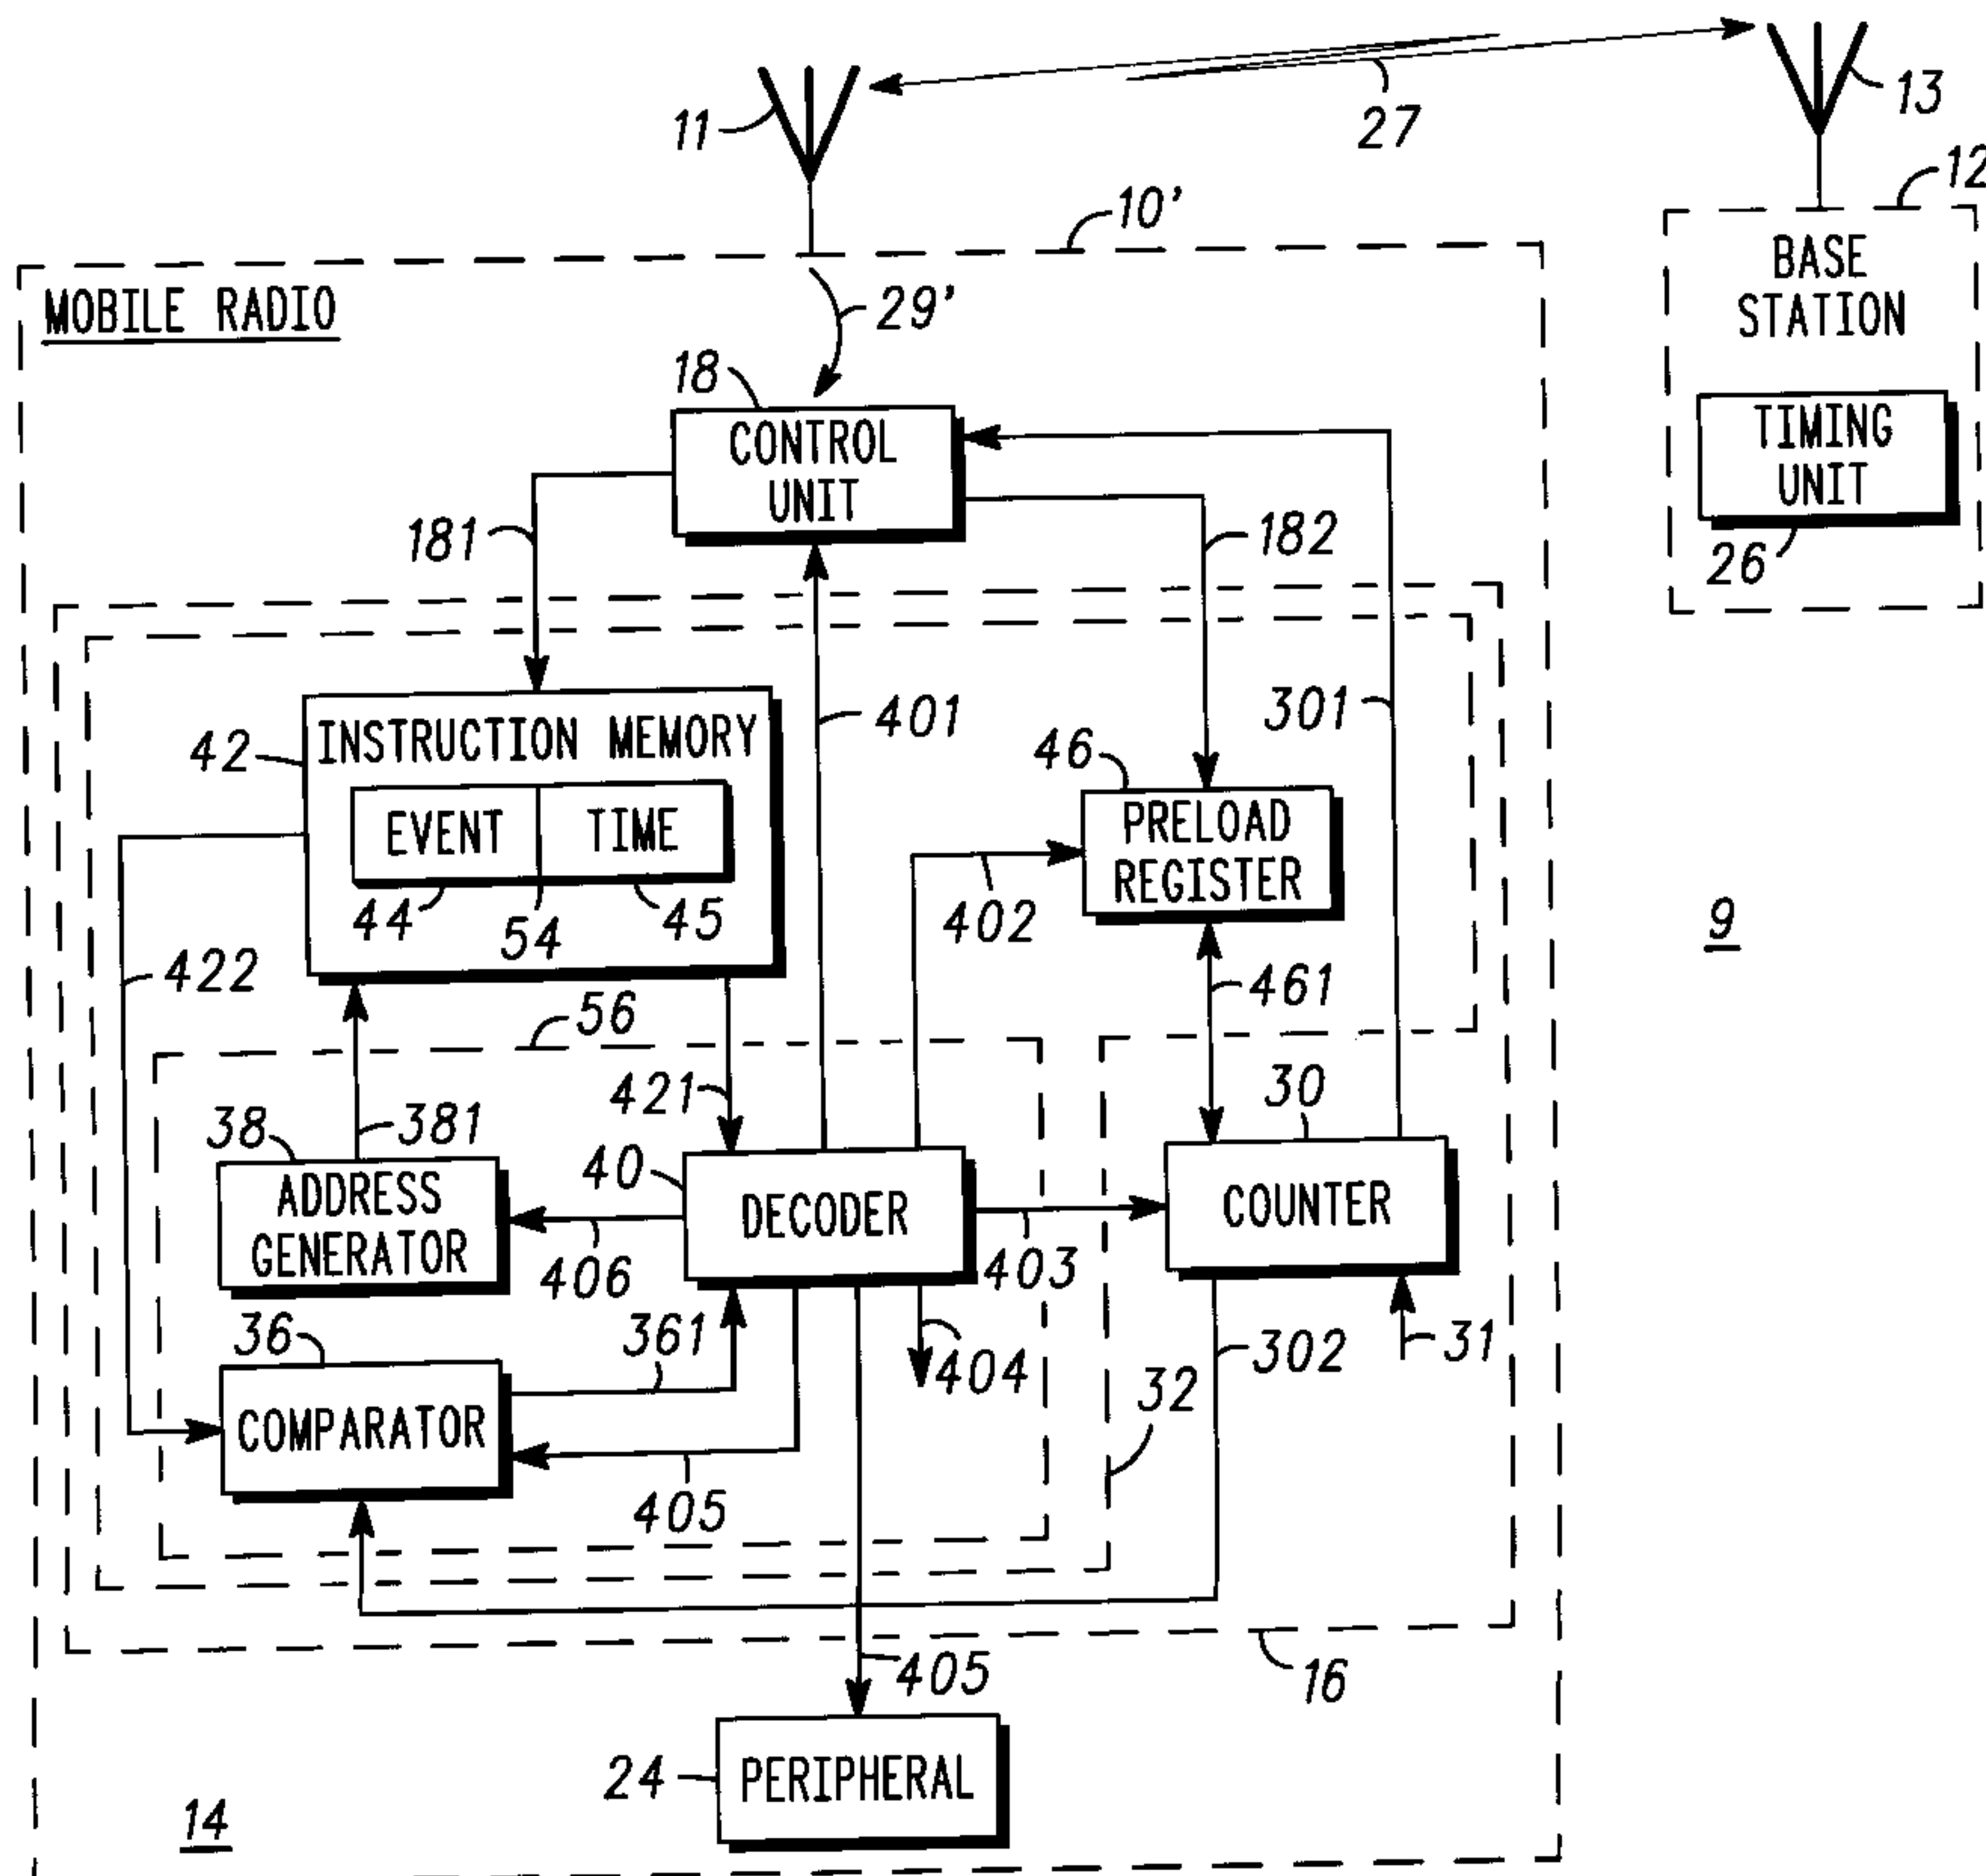 27
11
13
12
10'
MOBILE RADIO
29'
BASE
STATION
18
CONTROL
UNIT
TIMING
UNIT
26
181
182
301
401
42
INSTRUCTION MEMORY
EVENT
TIME
44
54
45
46
PRELOAD
REGISTER
402
9
422
461
56
421
30
38
381
ADDRESS
GENERATOR
40
DECODER
COUNTER
406
403
36
361
404
302
31
32
COMPARATOR
405
405
16
24
PERIPHERAL
14